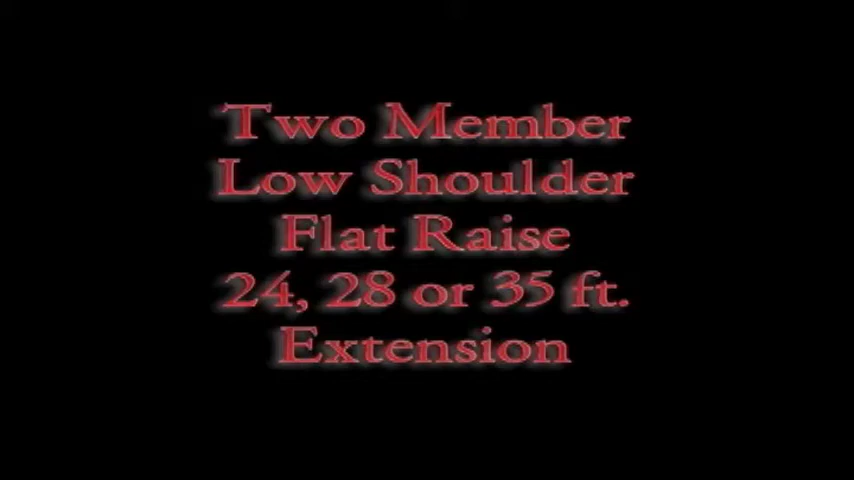 Two Member
Low Shoulder
Flat Raise
24, 28 or 35 ft.
Extension